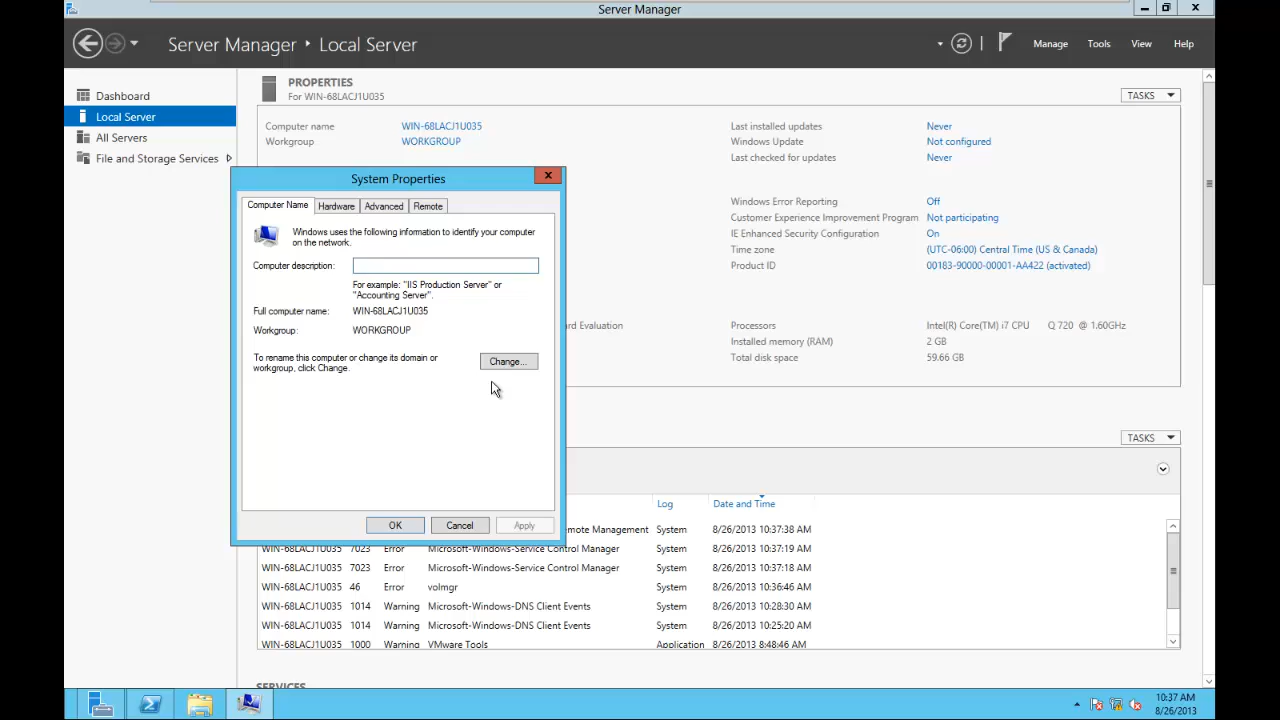 Server Manager
Server Manager
Local Server
Manage
Tools
View
Help
Dashboard
Local Server
All Servers
File and Storage Services
PROPERTIES
For WIN-68LACJ1U035
TASKS
Computer name
WIN-68LACJ1U035
Workgroup
WORKGROUP
Last installed updates
Never
Windows Update
Not configured
Last checked for updates
Never
Windows Error Reporting
Off
Customer Experience Improvement Program
Not participating
IE Enhanced Security Configuration
On
Time zone
(UTC-06:00) Central Time (US & Canada)
Product ID
00183-90000-00001-AA422 (activated)
rd Evaluation
Processors
Intel(R) Core(TM) i7 CPU Q 720 @ 1.60GHz
Installed memory (RAM)
2 GB
Total disk space
59.66 GB
System Properties
Computer Name
Hardware
Advanced
Remote
Windows uses the following information to identify your computer
on the network.
Computer description:
For example: "IIS Production Server" or
"Accounting Server".
Full computer name:
WIN-68LACJ1U035
Workgroup:
WORKGROUP
To rename this computer or change its domain or
workgroup, click Change.
Change...
OK
Cancel
Apply
TASKS
Log
Date and Time
emote Management System 8/26/2013 10:37:38 AM
WIN-68LACJ1U035 7023 Error Microsoft-Windows-Service Control Manager System 8/26/2013 10:37:19 AM
WIN-68LACJ1U035 7023 Error Microsoft-Windows-Service Control Manager System 8/26/2013 10:37:18 AM
WIN-68LACJ1U035 46 Error volmgr System 8/26/2013 10:36:46 AM
WIN-68LACJ1U035 1014 Warning Microsoft-Windows-DNS Client Events System 8/26/2013 10:28:30 AM
WIN-68LACJ1U035 1014 Warning Microsoft-Windows-DNS Client Events System 8/26/2013 10:25:20 AM
WIN-68LACJ1U035 1000 Warning VMware Tools Application 8/26/2013 8:48:46 AM
SERVICES
10:37 AM
8/26/2013